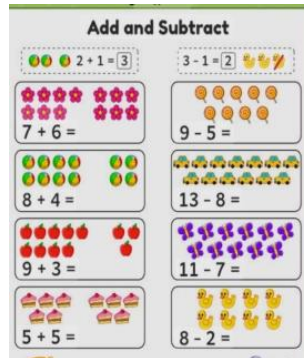 Add and Subtract
2 + 1 = 3
3 - 1 = 2
7 + 6 =
9 - 5 =
8 + 4 =
13 - 8 =
9 + 3 =
11 - 7 =
5 + 5 =
8 - 2 =